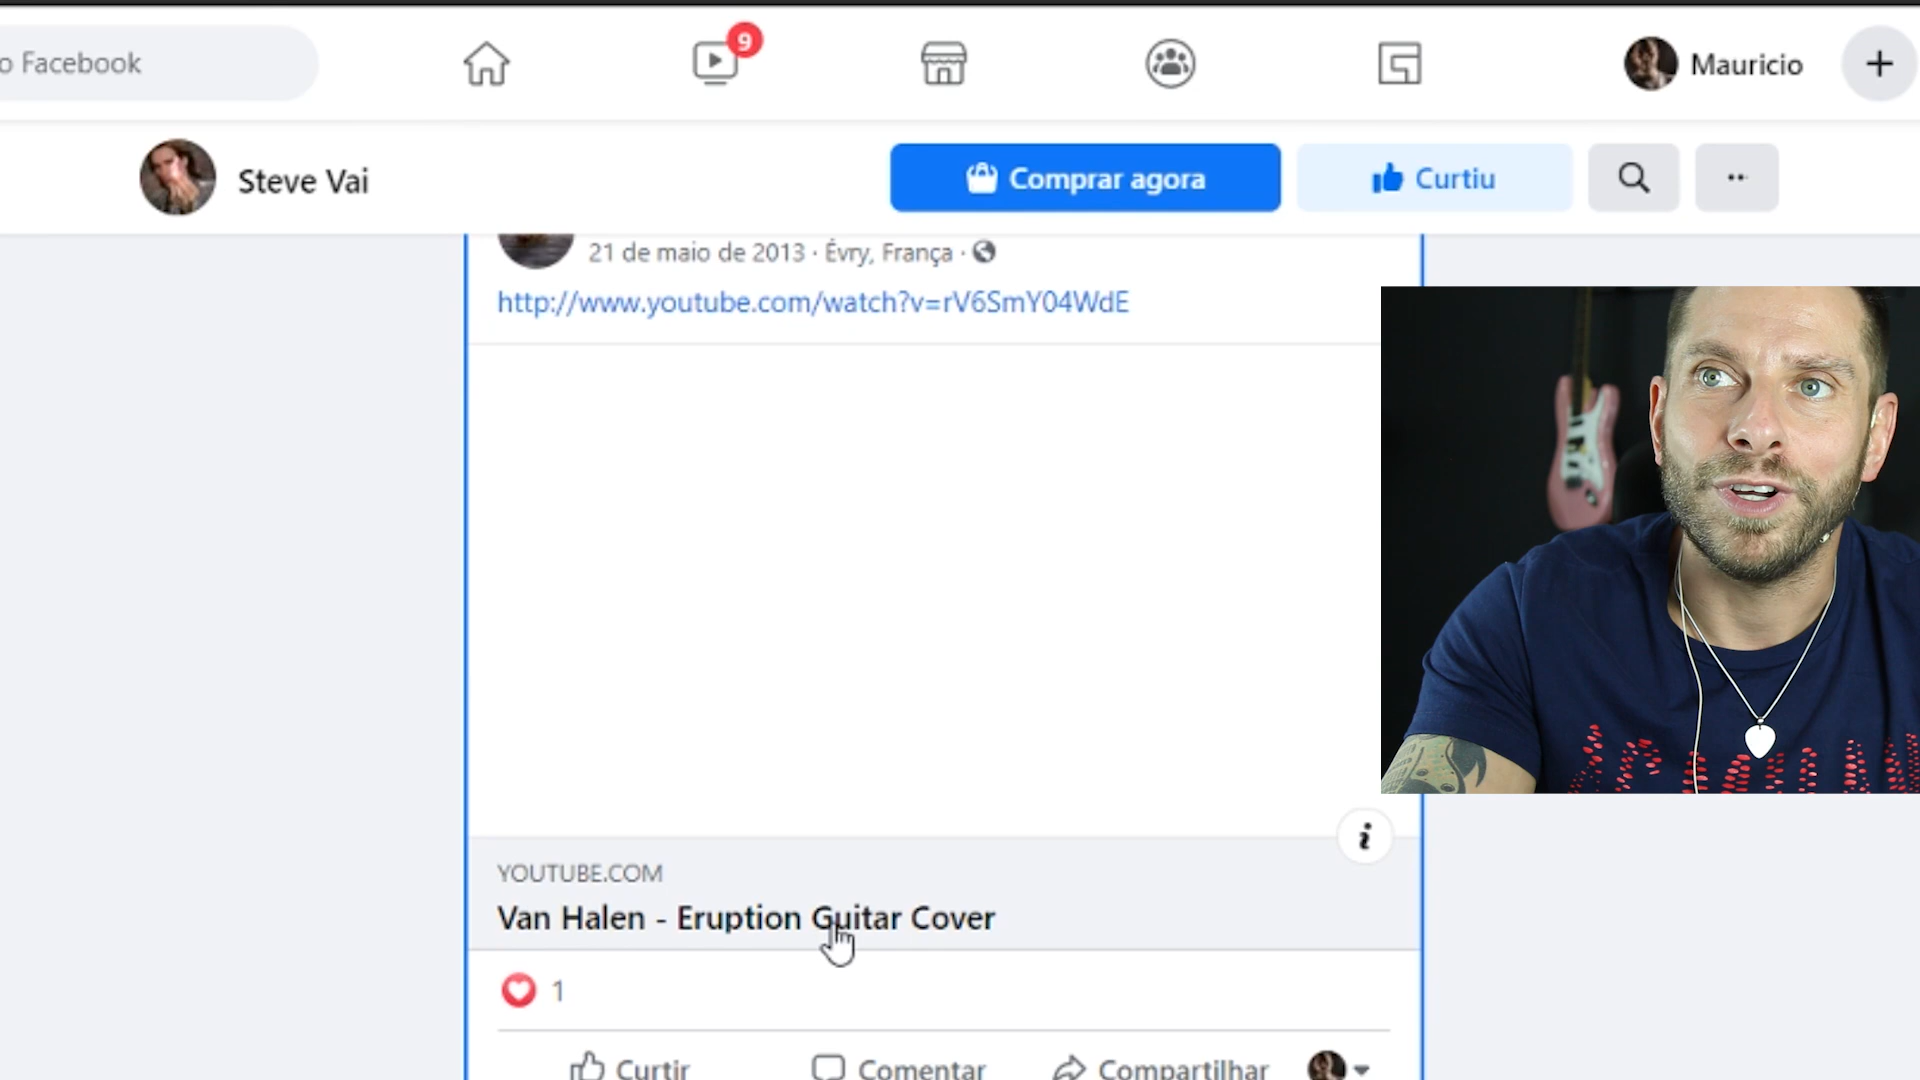 o Facebook
9
Mauricio
Steve Vai
Comprar agora
Curtiu
21 de maio de 2013 · Évry, França ·
http://www.youtube.com/watch?v=rV6SmY04WdE
YOUTUBE.COM
Van Halen - Eruption Guitar Cover
1
Curtir
Comentar
Compartilhar